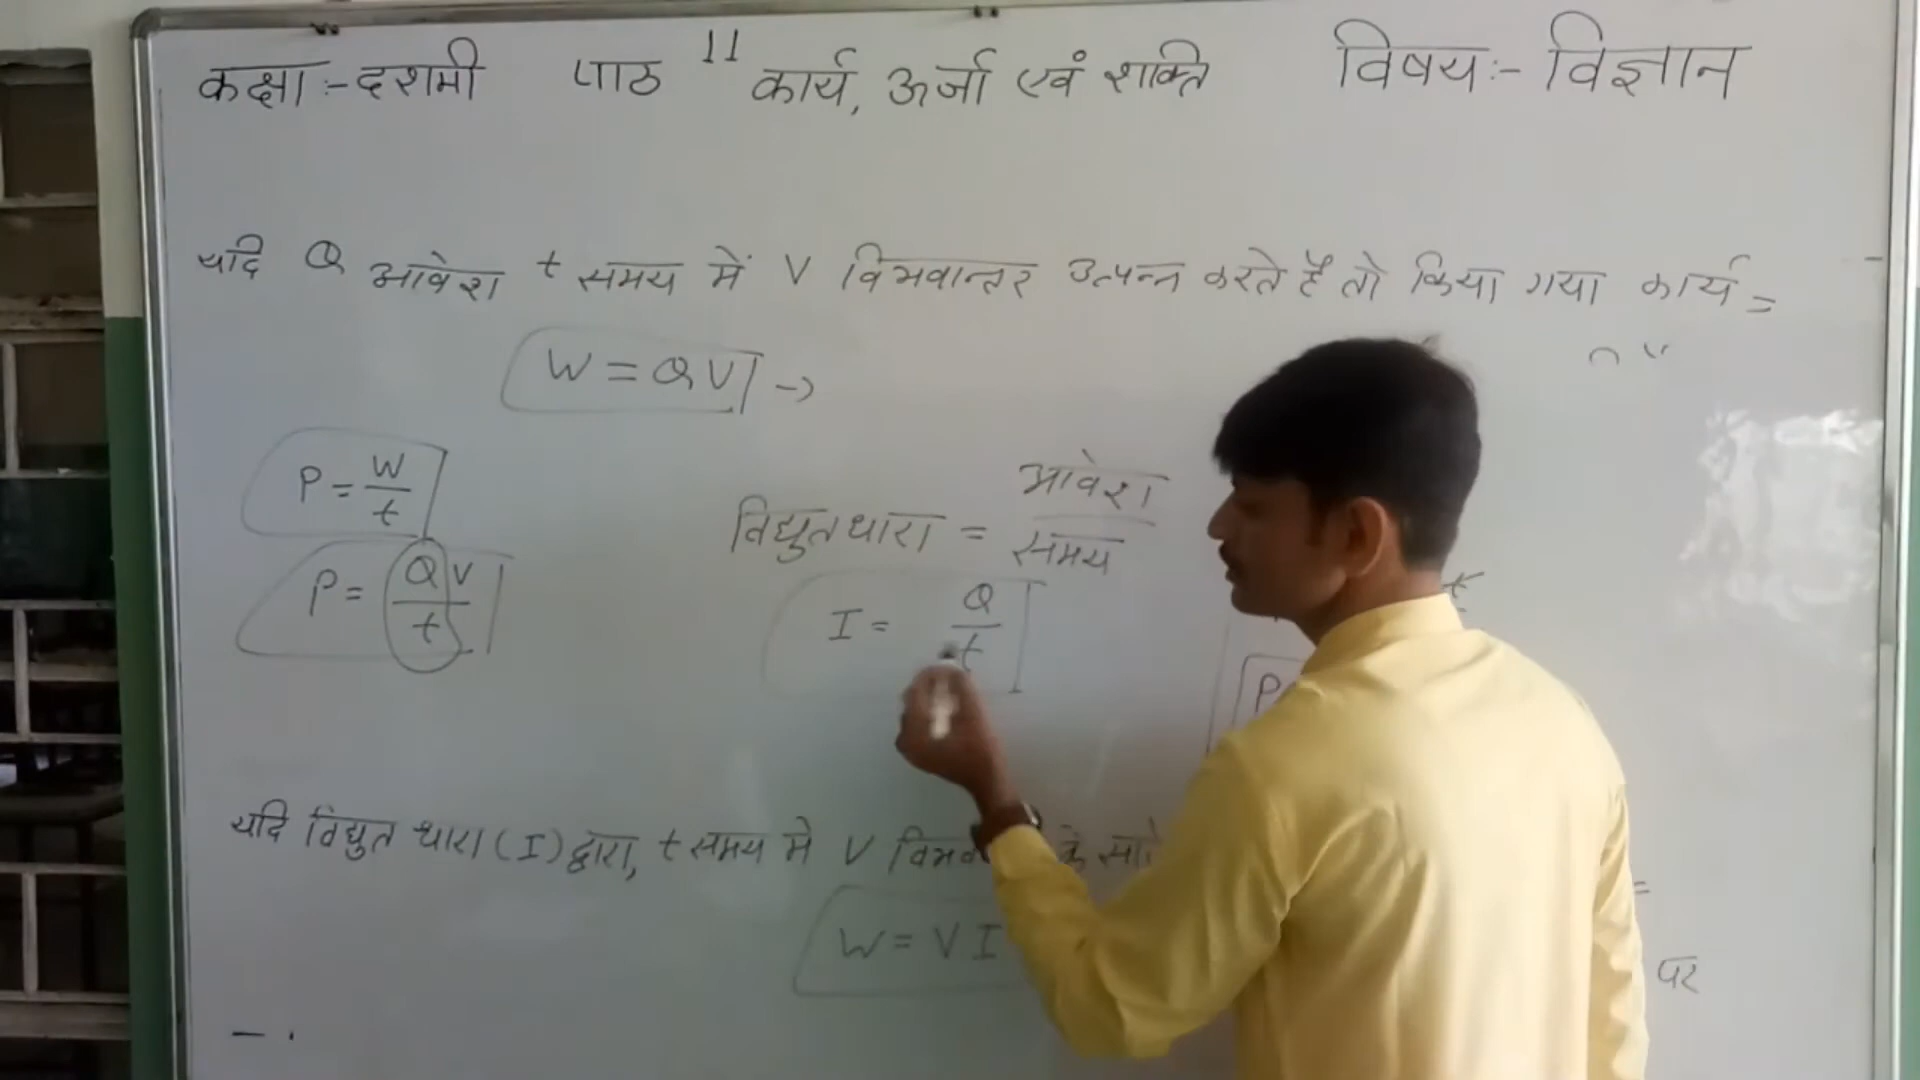 कक्षा :- दशमी पाठ 11 कार्य, ऊर्जा एवं शक्ति विषय :- विज्ञान
यदि Q आवेश t समय में V विभवान्तर उत्पन्न करते है तो किया गया कार्य =
W = QV →
P = W/t
विद्युत धारा = आवेश/समय
P = QV/t
I = Q/t
t
P
यदि विद्युत धारा (I) द्वारा, t समय मे V के
=
W = V I
पर